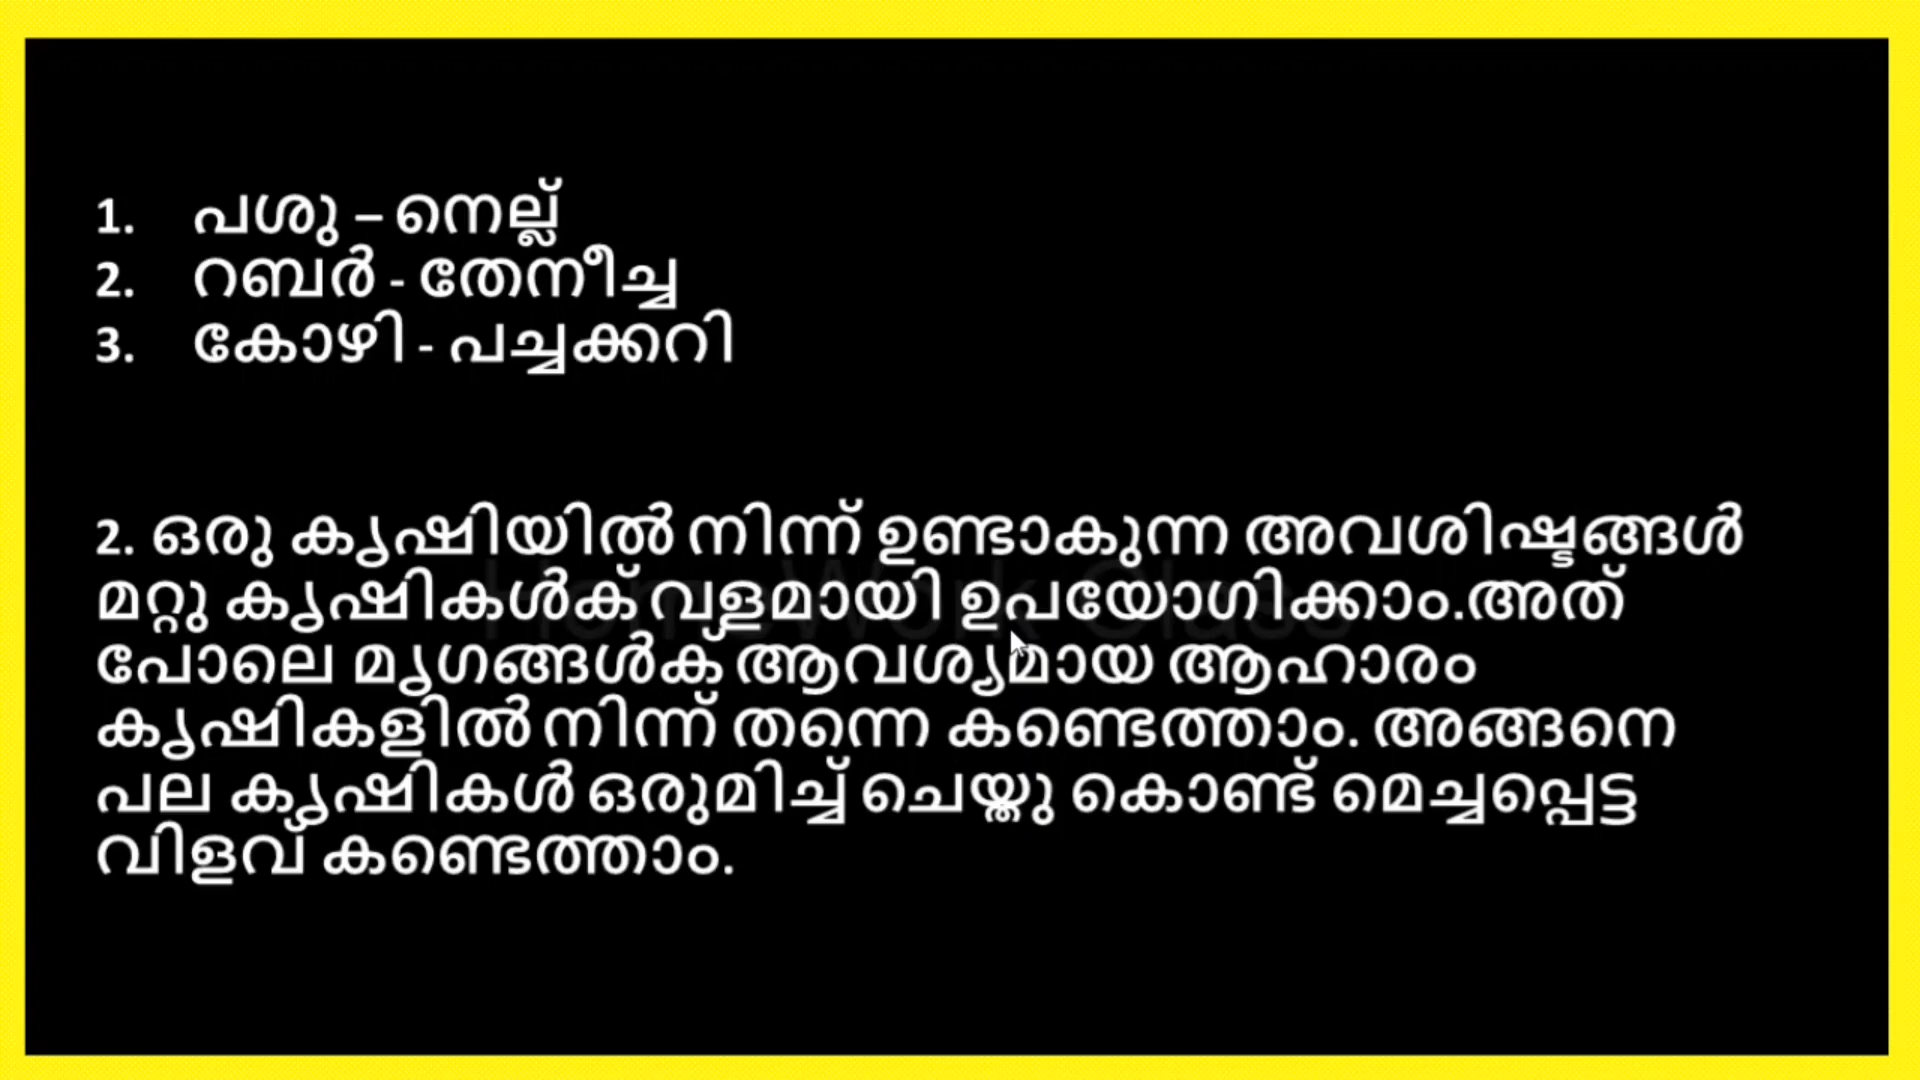 1. പശു – നെല്ല്
2. റബർ - തേനീച്ച
3. കോഴി - പച്ചക്കറി
2. ഒരു കൃഷിയിൽ നിന്ന് ഉണ്ടാകുന്ന അവശിഷ്ടങ്ങൾ
മറ്റു കൃഷികൾക് വളമായി ഉപയോഗിക്കാം.അത്
പോലെ മൃഗങ്ങൾക് ആവശ്യമായ ആഹാരം
കൃഷികളിൽ നിന്ന് തന്നെ കണ്ടെത്താം. അങ്ങനെ
പല കൃഷികൾ ഒരുമിച്ച് ചെയ്തു കൊണ്ട് മെച്ചപ്പെട്ട
വിളവ് കണ്ടെത്താം.